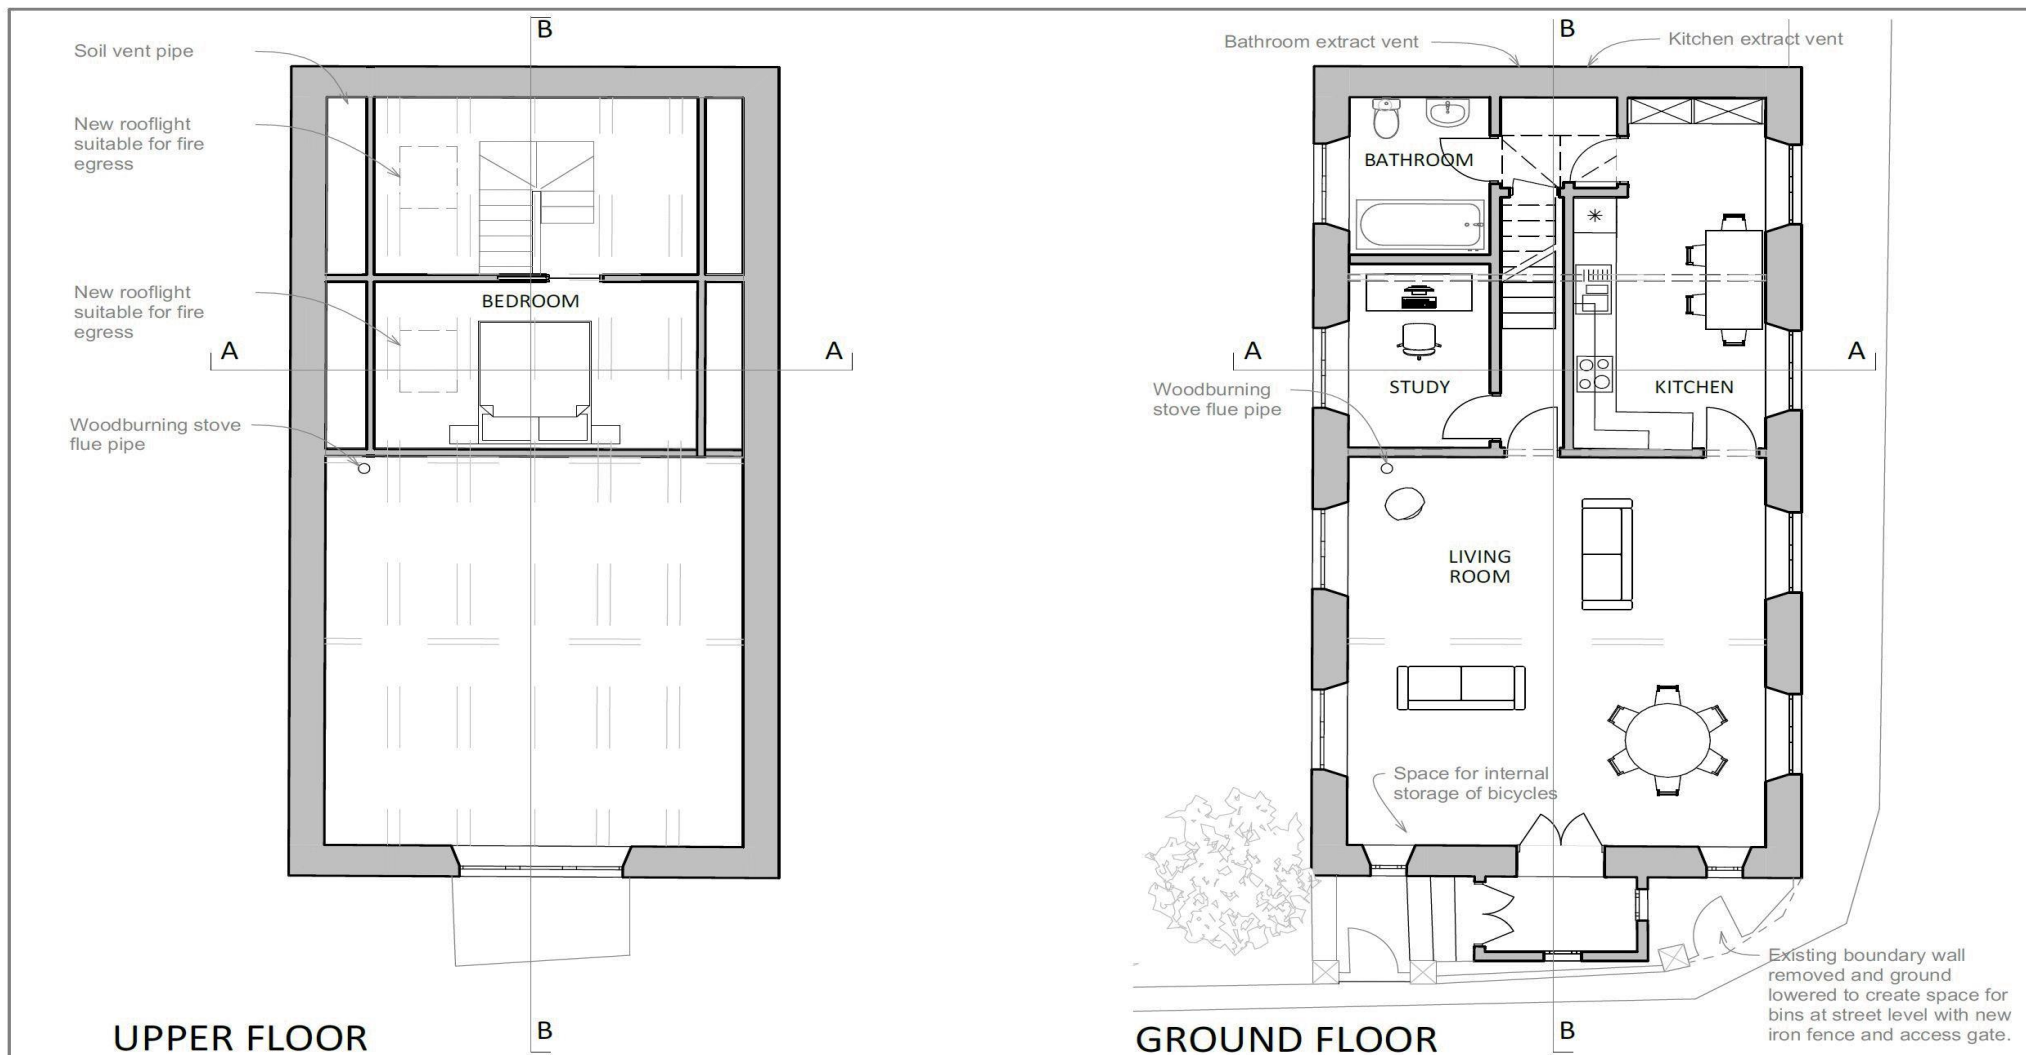 B
Soil vent pipe
New rooflight
suitable for fire
egress
New rooflight
suitable for fire
egress
BEDROOM
A
A
Woodburning stove
flue pipe
B
UPPER FLOOR
B
Bathroom extract vent
Kitchen extract vent
BATHROOM
A
A
Woodburning
stove flue pipe
STUDY
KITCHEN
LIVING
ROOM
Space for internal
storage of bicycles
Existing boundary wall
removed and ground
lowered to create space for
bins at street level with new
iron fence and access gate.
B
GROUND FLOOR